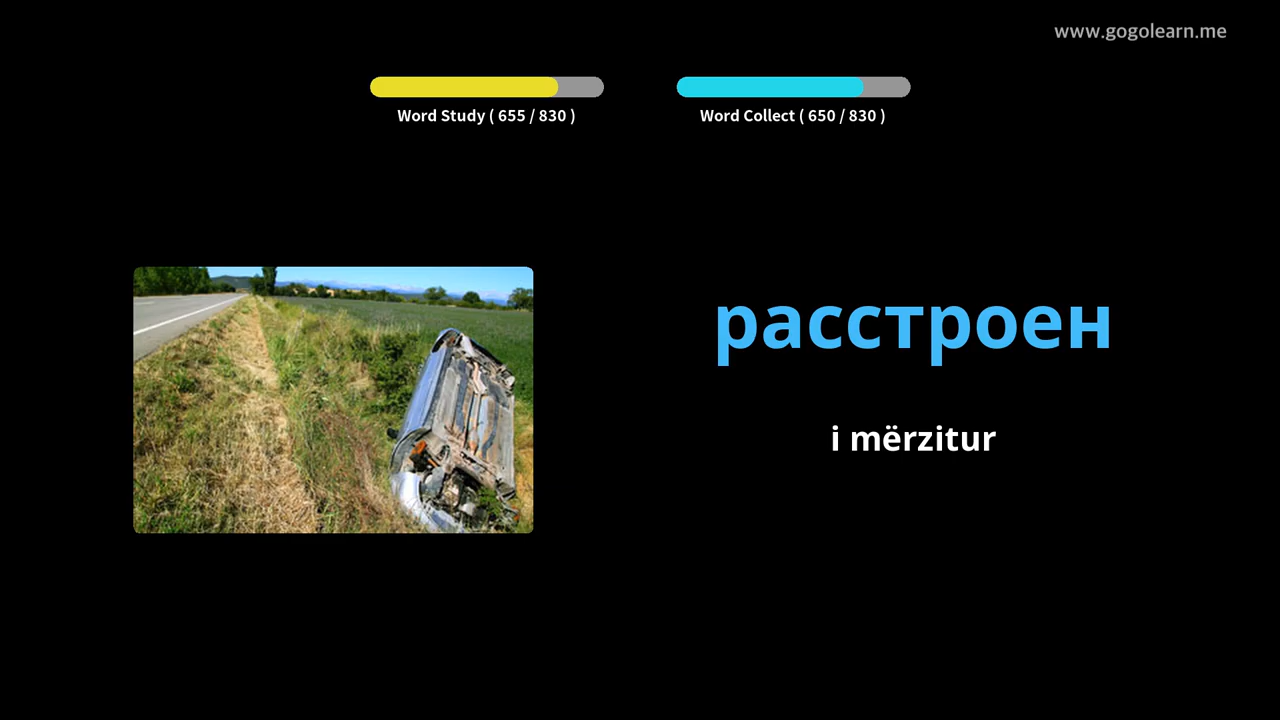 www.gogolearn.me
Word Study ( 655 / 830 )
Word Collect ( 650 / 830 )
расстроен
i mërzitur